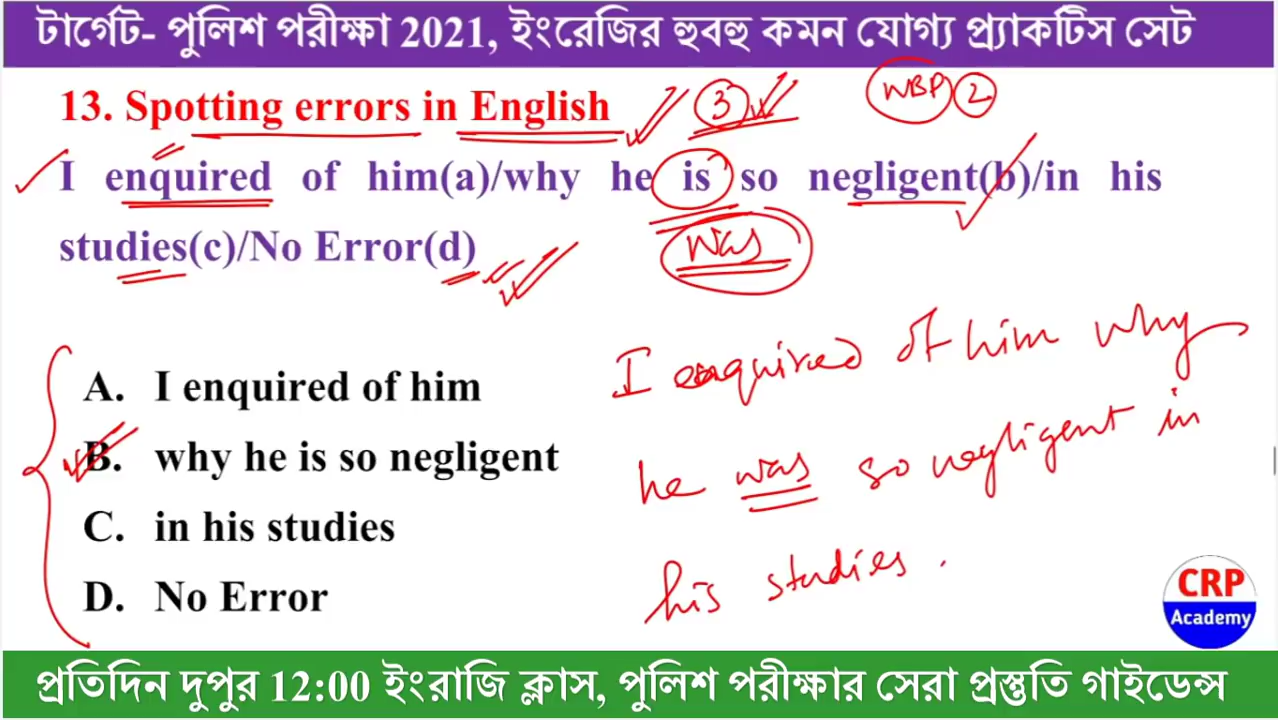 টার্গেট- পুলিশ পরীক্ষা 2021, ইংরেজির হুবহু কমন যোগ্য প্র্যাকটিস সেট
13. Spotting errors in English
3
WBP 2
I enquired of him(a)/why he is so negligent(b)/in his
studies(c)/No Error(d)
was
A. I enquired of him
B. why he is so negligent
C. in his studies
D. No Error
I enquired of him why
he was so negligent in
his studies.
CRP
Academy
প্রতিদিন দুপুর 12:00 ইংরাজি ক্লাস, পুলিশ পরীক্ষার সেরা প্রস্তুতি গাইডেন্স